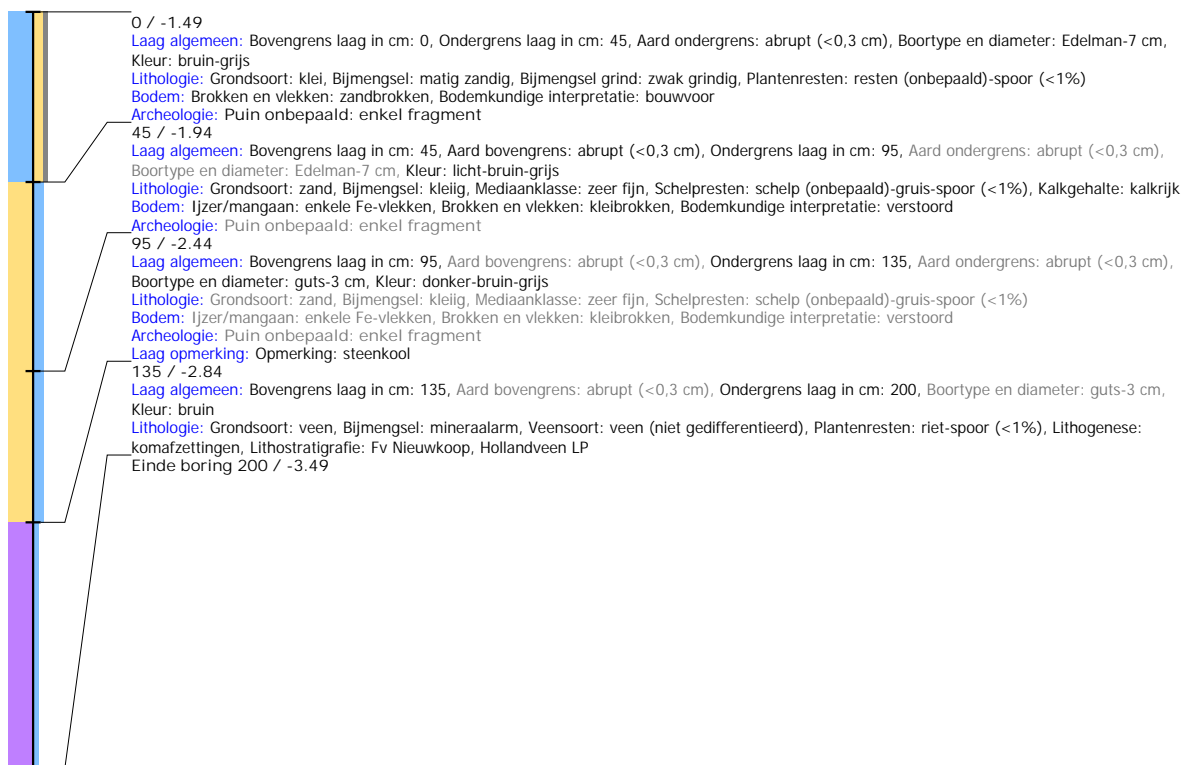 0 / -1.49
Laag algemeen: Bovengrens laag in cm: 0, Ondergrens laag in cm: 45, Aard ondergrens: abrupt (<0,3 cm), Boortype en diameter: Edelman-7 cm,
Kleur: bruin-grijs
Lithologie: Grondsoort: klei, Bijmengsel: matig zandig, Bijmengsel grind: zwak grindig, Plantenresten: resten (onbepaald)-spoor (<1%)
Bodem: Brokken en vlekken: zandbrokken, Bodemkundige interpretatie: bouwvoor
Archeologie: Puin onbepaald: enkel fragment
45 / -1.94
Laag algemeen: Bovengrens laag in cm: 45, Aard bovengrens: abrupt (<0,3 cm), Ondergrens laag in cm: 95, Aard ondergrens: abrupt (<0,3 cm),
Boortype en diameter: Edelman-7 cm, Kleur: licht-bruin-grijs
Lithologie: Grondsoort: zand, Bijmengsel: kleiig, Mediaanklasse: zeer fijn, Schelpresten: schelp (onbepaald)-gruis-spoor (<1%), Kalkgehalte: kalkrijk
Bodem: Ijzer/mangaan: enkele Fe-vlekken, Brokken en vlekken: kleibrokken, Bodemkundige interpretatie: verstoord
Archeologie: Puin onbepaald: enkel fragment
95 / -2.44
Laag algemeen: Bovengrens laag in cm: 95, Aard bovengrens: abrupt (<0,3 cm), Ondergrens laag in cm: 135, Aard ondergrens: abrupt (<0,3 cm),
Boortype en diameter: guts-3 cm, Kleur: donker-bruin-grijs
Lithologie: Grondsoort: zand, Bijmengsel: kleiig, Mediaanklasse: zeer fijn, Schelpresten: schelp (onbepaald)-gruis-spoor (<1%)
Bodem: Ijzer/mangaan: enkele Fe-vlekken, Brokken en vlekken: kleibrokken, Bodemkundige interpretatie: verstoord
Archeologie: Puin onbepaald: enkel fragment
Laag opmerking: Opmerking: steenkool
135 / -2.84
Laag algemeen: Bovengrens laag in cm: 135, Aard bovengrens: abrupt (<0,3 cm), Ondergrens laag in cm: 200, Boortype en diameter: guts-3 cm,
Kleur: bruin
Lithologie: Grondsoort: veen, Bijmengsel: mineraalarm, Veensoort: veen (niet gedifferentieerd), Plantenresten: riet-spoor (<1%), Lithogenese:
komafzettingen, Lithostratigrafie: Fv Nieuwkoop, Hollandveen LP
Einde boring 200 / -3.49